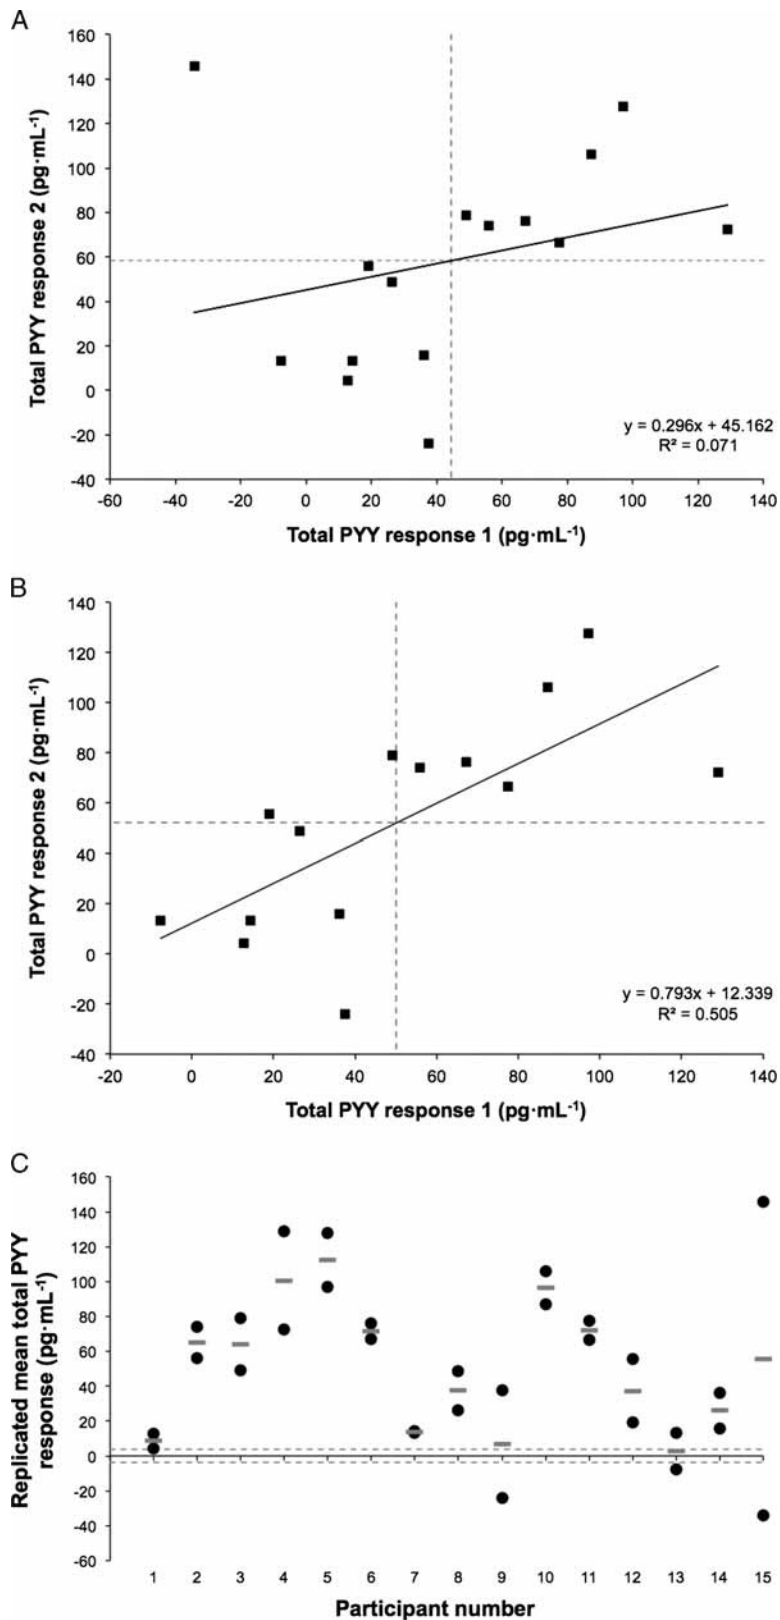 A
Total PYY response 2 (pg·mL⁻¹)
160
140
120
100
80
60
40
20
0
-20
-40
y = 0.296x + 45.162
R² = 0.071
-60 -40 -20 0 20 40 60 80 100 120 140
Total PYY response 1 (pg·mL⁻¹)
B
Total PYY response 2 (pg·mL⁻¹)
140
120
100
80
60
40
20
0
-20
-40
y = 0.793x + 12.339
R² = 0.505
-20 0 20 40 60 80 100 120 140
Total PYY response 1 (pg·mL⁻¹)
C
Replicated mean total PYY
response (pg·mL⁻¹)
160
140
120
100
80
60
40
20
0
-20
-40
-60
1 2 3 4 5 6 7 8 9 10 11 12 13 14 15
Participant number